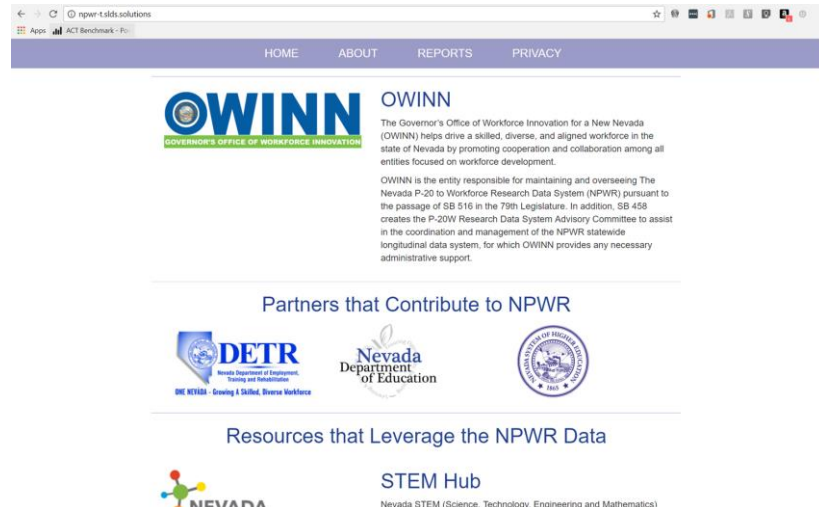 npwr-t.slds.solutions
Apps ACT Benchmark - Po
HOME ABOUT REPORTS PRIVACY
OWINN
GOVERNOR'S OFFICE OF WORKFORCE INNOVATION
OWINN
The Governor's Office of Workforce Innovation for a New Nevada
(OWINN) helps drive a skilled, diverse, and aligned workforce in the
state of Nevada by promoting cooperation and collaboration among all
entities focused on workforce development.
OWINN is the entity responsible for maintaining and overseeing The
Nevada P-20 to Workforce Research Data System (NPWR) pursuant to
the passage of SB 516 in the 79th Legislature. In addition, SB 458
creates the P-20W Research Data System Advisory Committee to assist
in the coordination and management of the NPWR statewide
longitudinal data system, for which OWINN provides any necessary
administrative support.
Partners that Contribute to NPWR
DETR
Nevada Department of Employment,
Training and Rehabilitation
ONE NEVADA - Growing A Skilled, Diverse Workforce
Nevada
Department
of Education
NEVADA SYSTEM OF HIGHER EDUCATION
1865
Resources that Leverage the NPWR Data
NEVADA
STEM Hub
Nevada STEM (Science, Technology, Engineering and Mathematics)